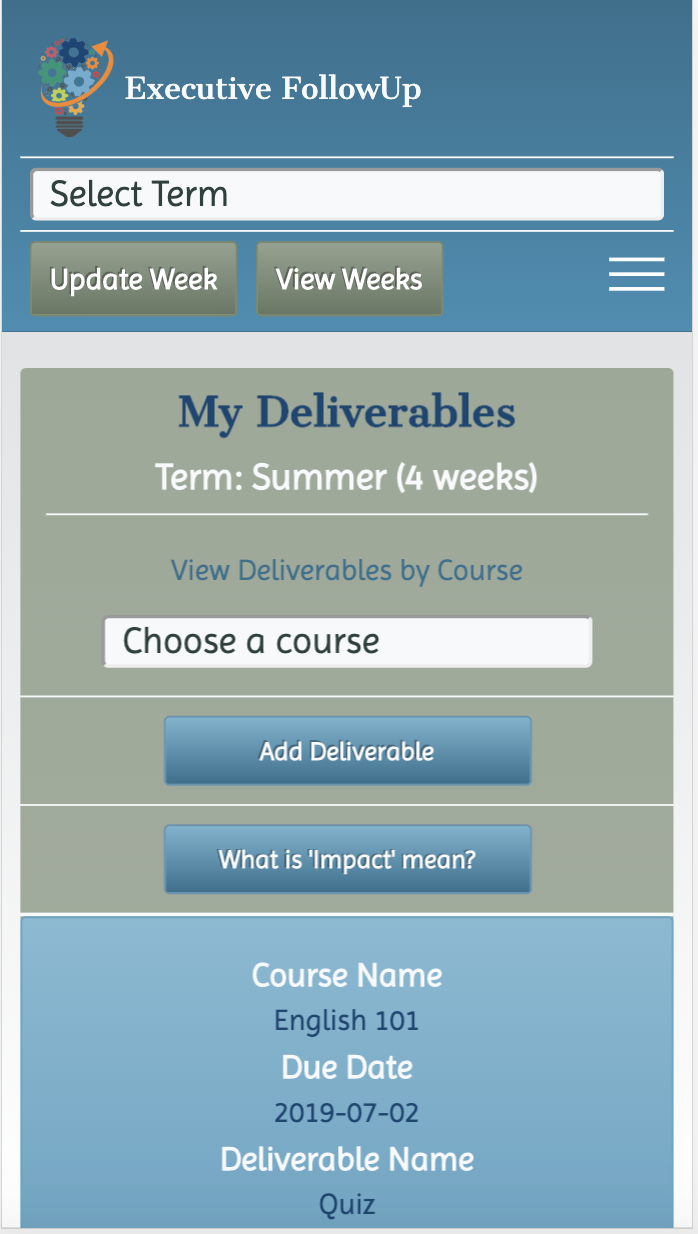 Executive FollowUp
Select Term
Update Week View Weeks
My Deliverables
Term: Summer (4 weeks)
View Deliverables by Course
Choose a course
Add Deliverable
What is 'Impact' mean?
Course Name
English 101
Due Date
2019-07-02
Deliverable Name
Quiz